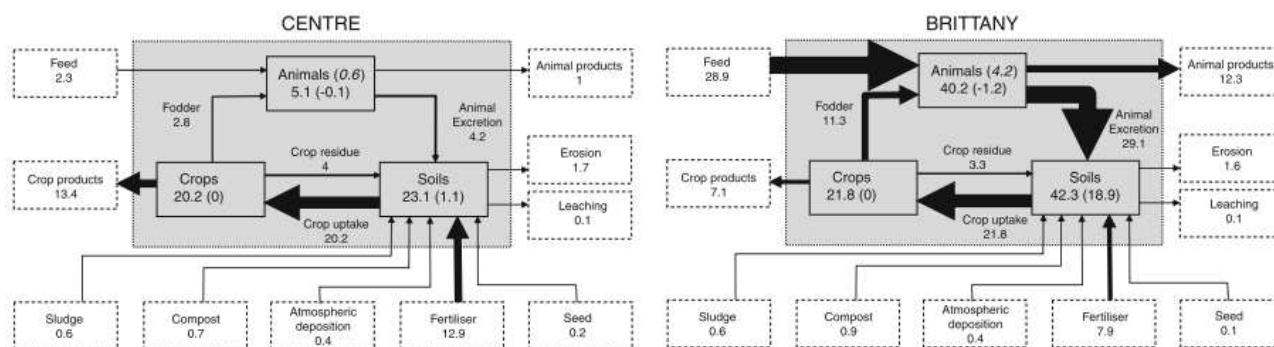 CENTRE
Feed
2.3
Animals (0.6)
5.1 (-0.1)
Animal products
1
Fodder
2.8
Animal
Excretion
4.2
Crop residue
4
Erosion
1.7
Crop products
13.4
Crops
20.2 (0)
Soils
23.1 (1.1)
Leaching
0.1
Crop uptake
20.2
Sludge
0.6
Compost
0.7
Atmospheric
deposition
0.4
Fertiliser
12.9
Seed
0.2
BRITTANY
Feed
28.9
Animals (4.2)
40.2 (-1.2)
Animal products
12.3
Fodder
11.3
Animal
Excretion
29.1
Crop residue
3.3
Erosion
1.6
Crop products
7.1
Crops
21.8 (0)
Soils
42.3 (18.9)
Leaching
0.1
Crop uptake
21.8
Sludge
0.6
Compost
0.9
Atmospheric
deposition
0.4
Fertiliser
7.9
Seed
0.1